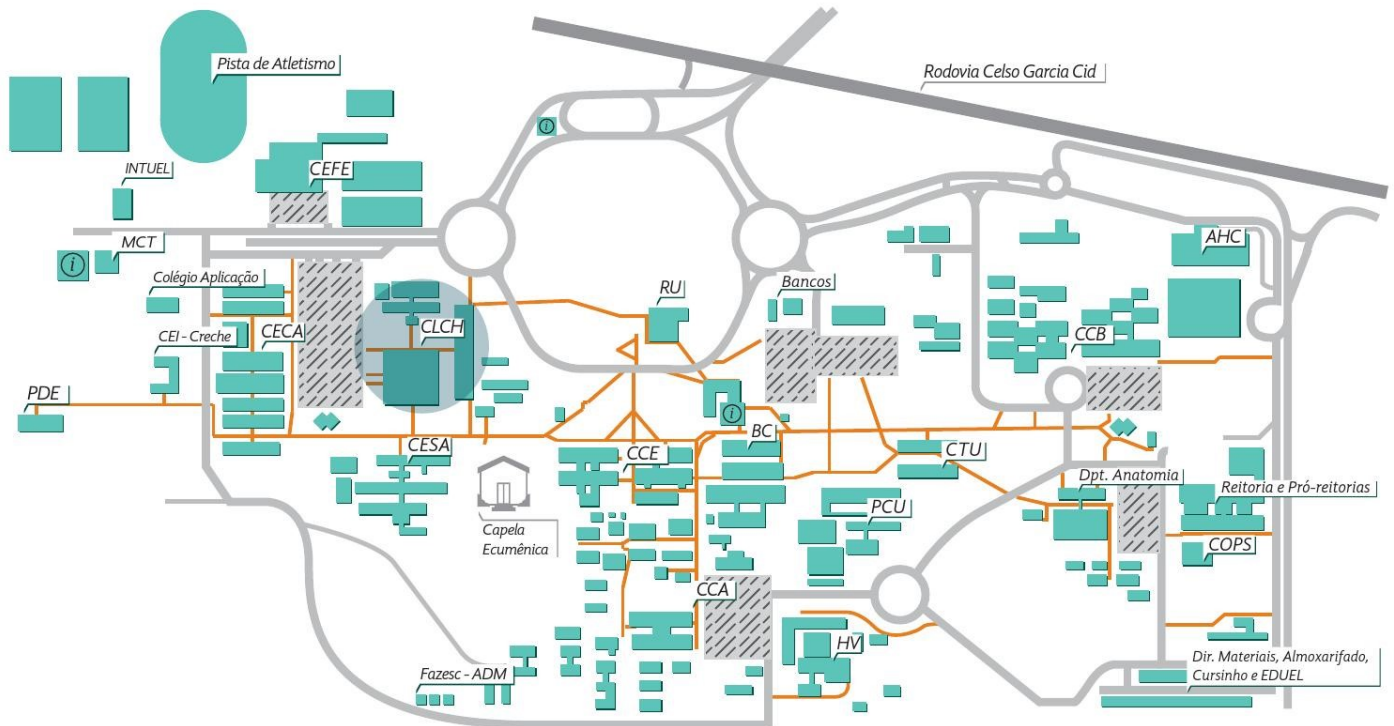 Pista de Atletismo
Rodovia Celso Garcia Cid
INTUEL
CEFE
MCT
AHC
i
i
Colégio Aplicação
RU
Bancos
CECA
CLCH
CEI - Creche
CCB
PDE
i
BC
CESA
CCE
CTU
Dpt. Anatomia
Reitoria e Pró-reitorias
PCU
Capela
Ecumênica
COPS
CCA
HV
Fazesc - ADM
Dir. Materiais, Almoxarifado,
Cursinho e EDUEL